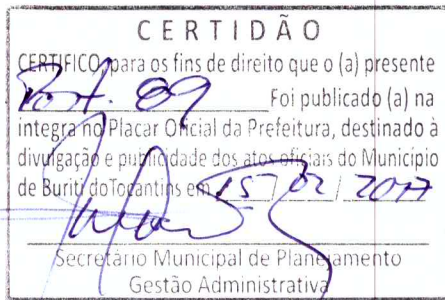 CERTIDÃO
CERTIFICO, para os fins de direito que o (a) presente
Port. 89 Foi publicado (a) na
integra no Placar Oficial da Prefeitura, destinado à
divulgação e publicidade dos atos oficiais do Município
de Buriti do Tocantins em 15/02/2017
Secretário Municipal de Planejamento
Gestão Administrativa